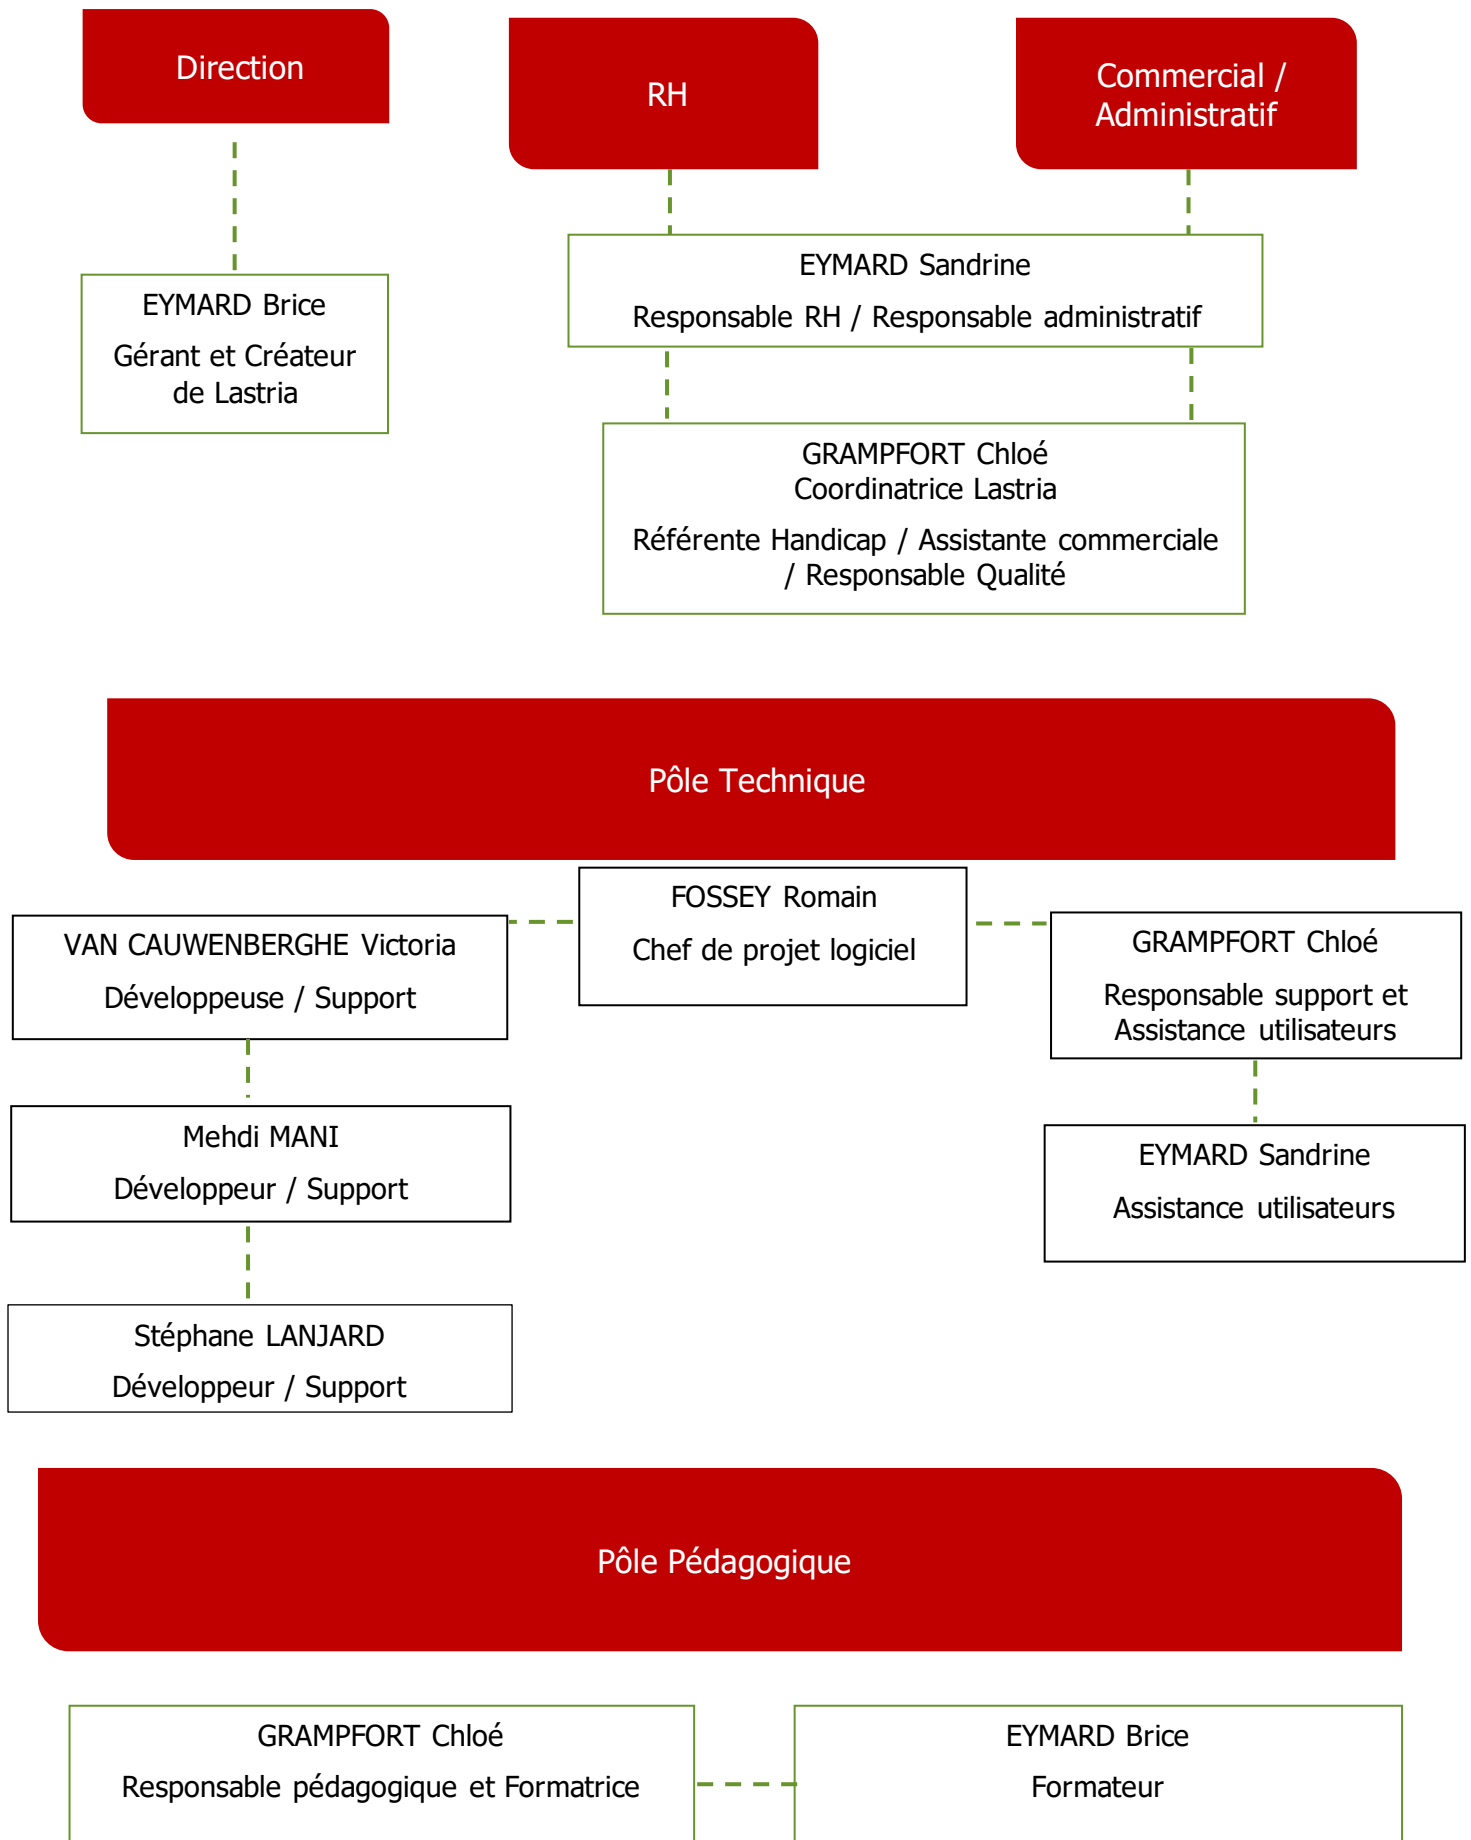 Direction
RH
Commercial /
Administratif
EYMARD Brice
Gérant et Créateur
de Lastria
EYMARD Sandrine
Responsable RH / Responsable administratif
GRAMPFORT Chloé
Coordinatrice Lastria
Référente Handicap / Assistante commerciale
/ Responsable Qualité
Pôle Technique
FOSSEY Romain
Chef de projet logiciel
VAN CAUWENBERGHE Victoria
Développeuse / Support
GRAMPFORT Chloé
Responsable support et
Assistance utilisateurs
Mehdi MANI
Développeur / Support
EYMARD Sandrine
Assistance utilisateurs
Stéphane LANJARD
Développeur / Support
Pôle Pédagogique
GRAMPFORT Chloé
Responsable pédagogique et Formatrice
EYMARD Brice
Formateur